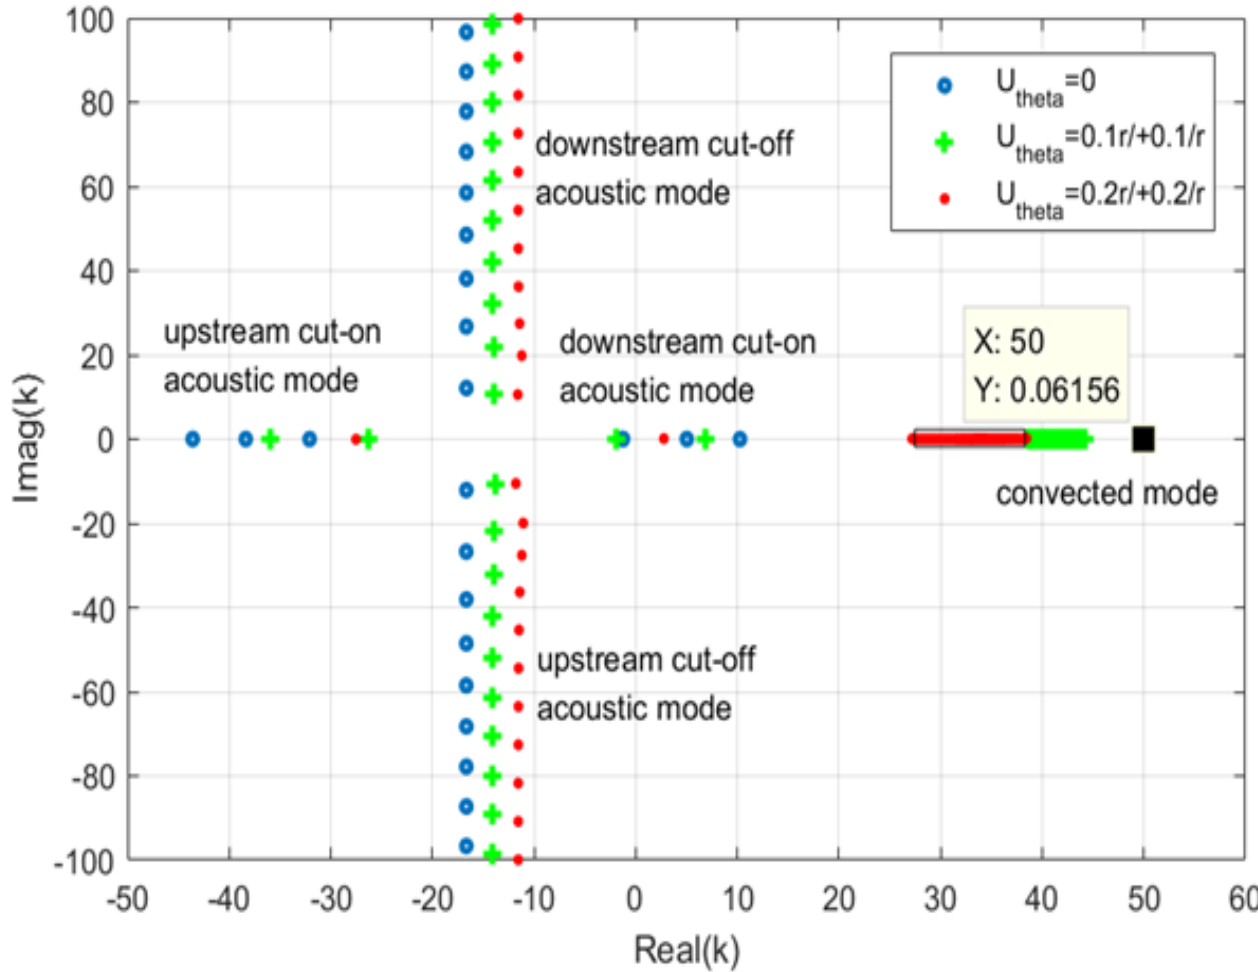 100
80
60
40
20
0
-20
-40
-60
-80
-100
Imag(k)
U_theta=0
U_theta=0.1r/+0.1/r
U_theta=0.2r/+0.2/r
downstream cut-off
acoustic mode
upstream cut-on
acoustic mode
downstream cut-on
acoustic mode
X: 50
Y: 0.06156
convected mode
upstream cut-off
acoustic mode
-50 -40 -30 -20 -10 0 10 20 30 40 50 60
Real(k)